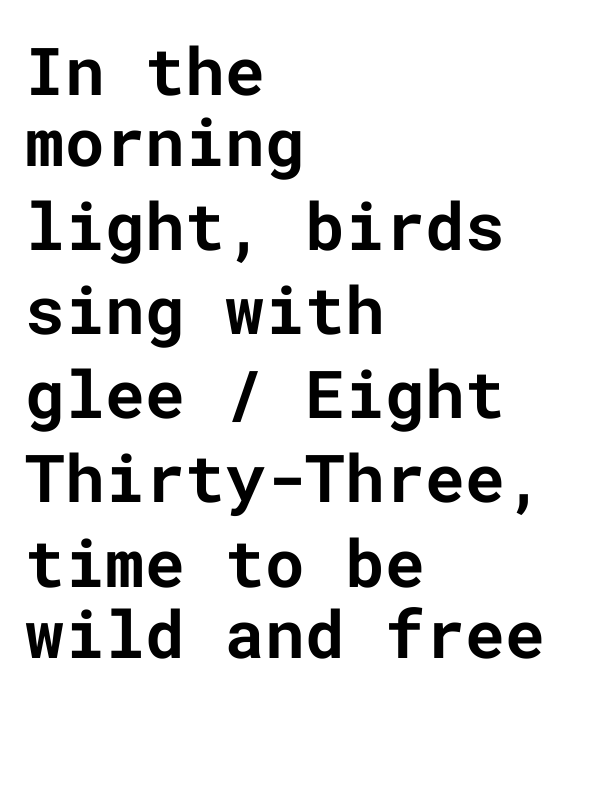 In the
morning
light, birds
sing with
glee / Eight
Thirty-Three,
time to be
wild and free